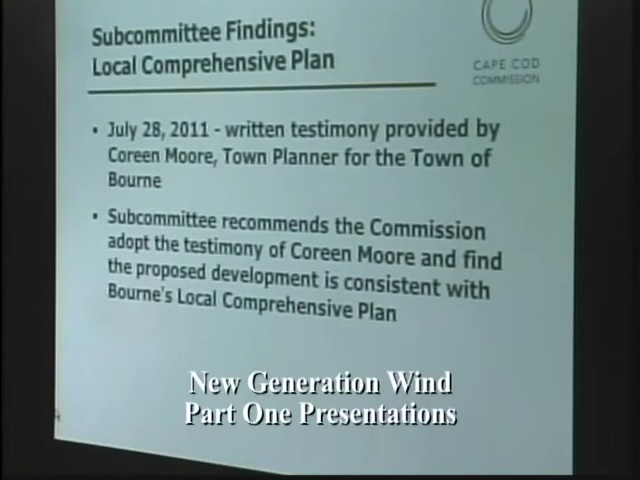 Subcommittee Findings:
Local Comprehensive Plan
CAPE COD
COMMISSION
• July 28, 2011 - written testimony provided by
Coreen Moore, Town Planner for the Town of
Bourne
• Subcommittee recommends the Commission
adopt the testimony of Coreen Moore and find
the proposed development is consistent with
Bourne's Local Comprehensive Plan
New Generation Wind
Part One Presentations